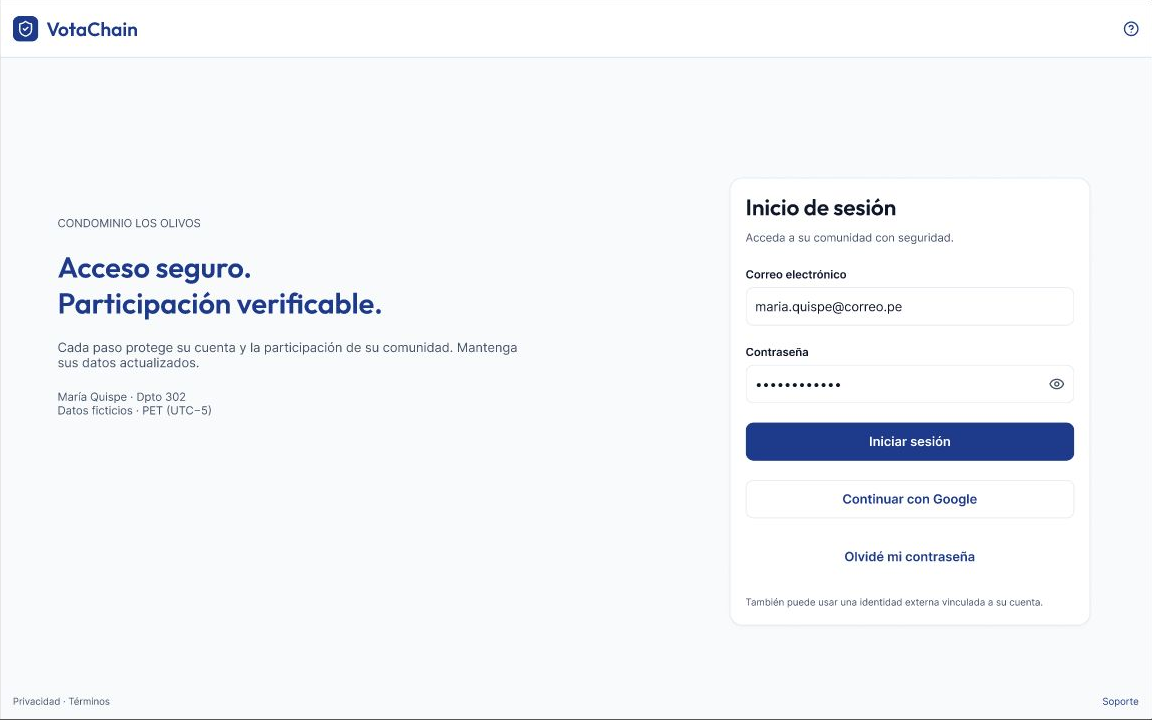 VotaChain
CONDOMINIO LOS OLIVOS
Acceso seguro.
Participación verificable.
Cada paso protege su cuenta y la participación de su comunidad. Mantenga
sus datos actualizados.
María Quispe · Dpto 302
Datos ficticios · PET (UTC−5)
Inicio de sesión
Acceda a su comunidad con seguridad.
Correo electrónico
maria.quispe@correo.pe
Contraseña
••••••••••••
Iniciar sesión
Continuar con Google
Olvidé mi contraseña
También puede usar una identidad externa vinculada a su cuenta.
Privacidad · Términos
Soporte